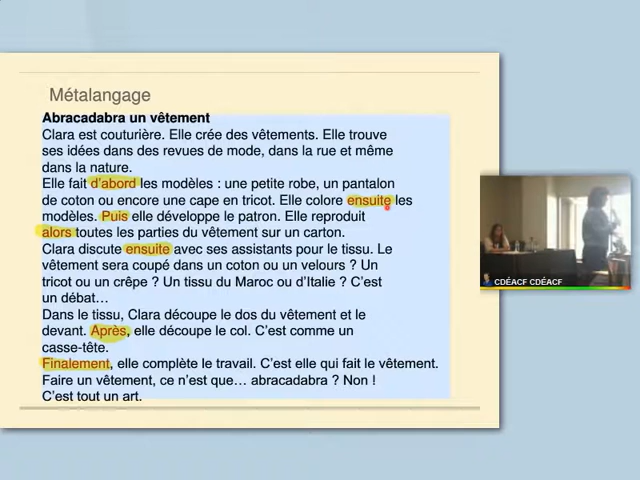 Métalangage
Abracadabra un vêtement
Clara est couturière. Elle crée des vêtements. Elle trouve
ses idées dans des revues de mode, dans la rue et même
dans la nature.
Elle fait d'abord les modèles : une petite robe, un pantalon
de coton ou encore une cape en tricot. Elle colore ensuite les
modèles. Puis elle développe le patron. Elle reproduit
alors toutes les parties du vêtement sur un carton.
Clara discute ensuite avec ses assistants pour le tissu. Le
vêtement sera coupé dans un coton ou un velours ? Un
tricot ou un crêpe ? Un tissu du Maroc ou d'Italie ? C'est
un débat…
Dans le tissu, Clara découpe le dos du vêtement et le
devant. Après, elle découpe le col. C'est comme un
casse-tête.
Finalement, elle complète le travail. C'est elle qui fait le vêtement.
Faire un vêtement, ce n'est que… abracadabra ? Non !
C'est tout un art.
CDÉACF CDÉACF